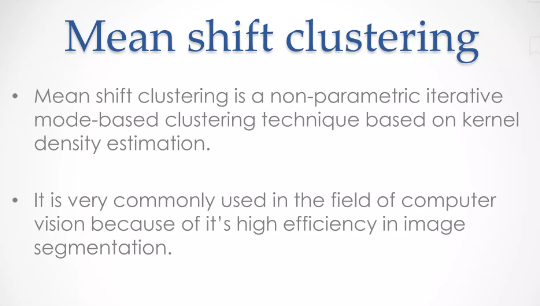 Mean shift clustering
• Mean shift clustering is a non-parametric iterative
mode-based clustering technique based on kernel
density estimation.
• It is very commonly used in the field of computer
vision because of it's high efficiency in image
segmentation.